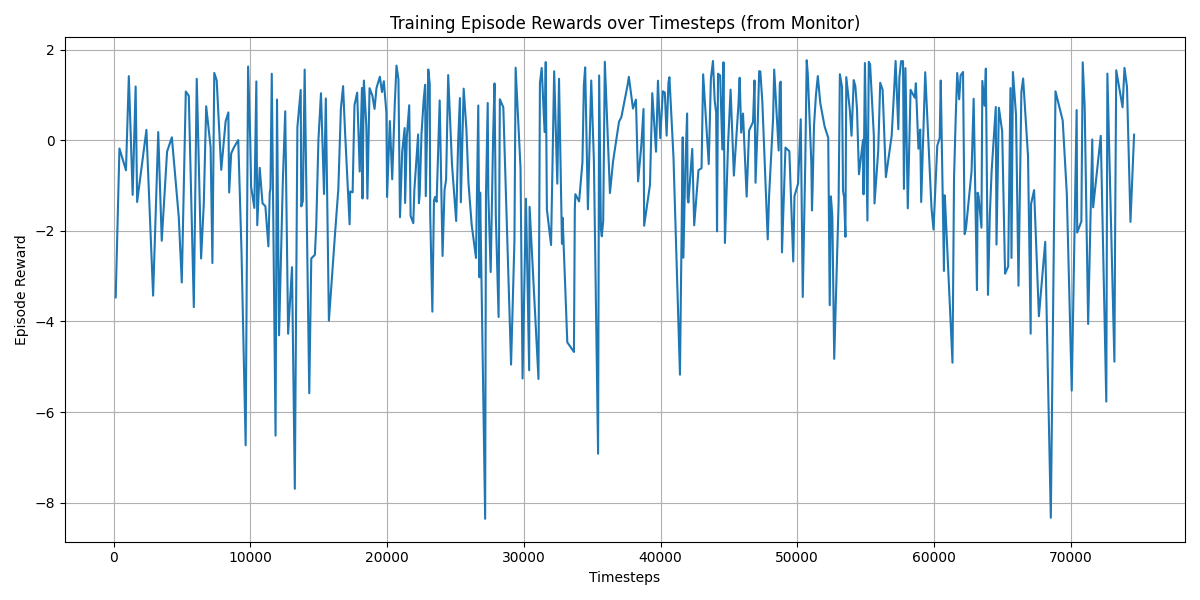 Training Episode Rewards over Timesteps (from Monitor)
2
0
−2
−4
−6
−8
Episode Reward
0 10000 20000 30000 40000 50000 60000 70000
Timesteps